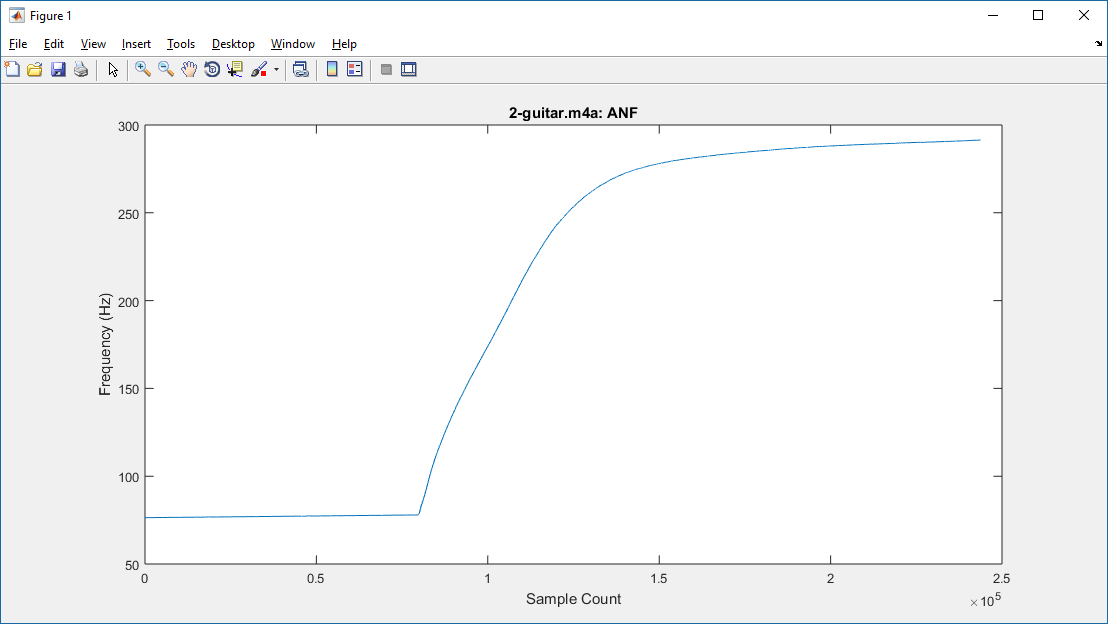 Figure 1
File Edit View Insert Tools Desktop Window Help
2-guitar.m4a: ANF
300
250
200
150
100
50
Frequency (Hz)
0 0.5 1 1.5 2 2.5
Sample Count
×10^5